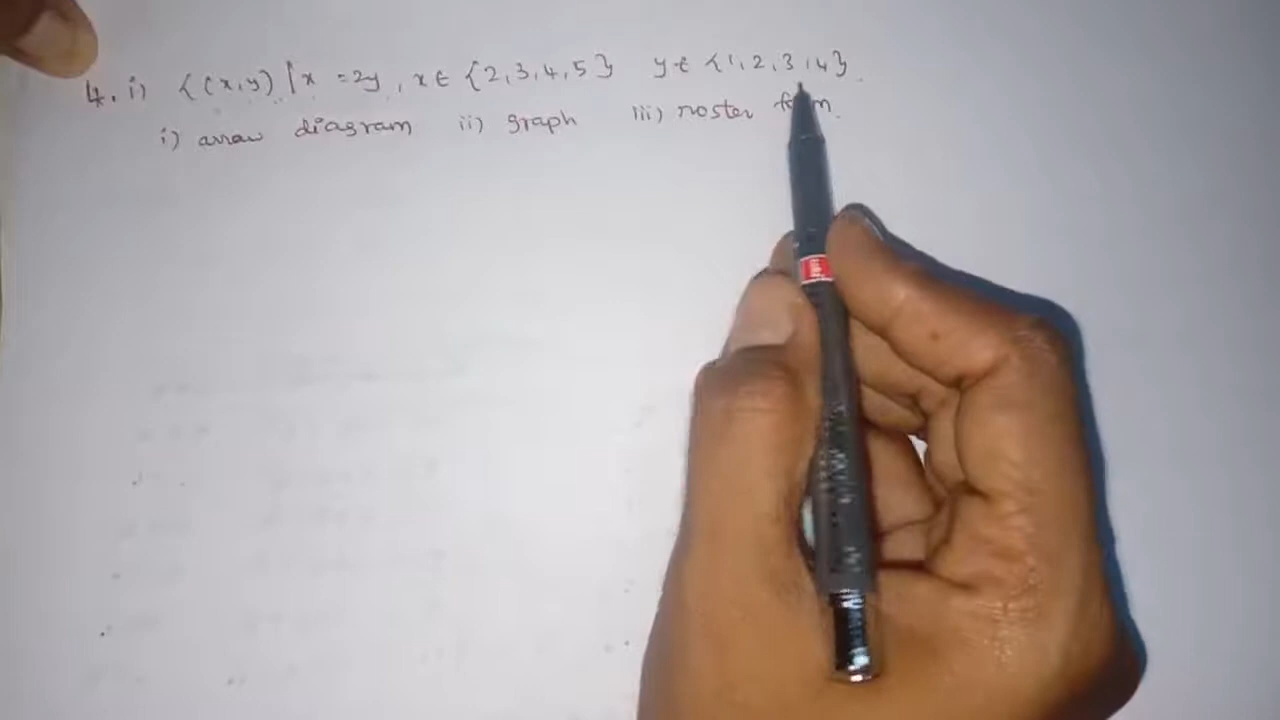 4. i) {(x,y) | x = 2y, x ∈ {2,3,4,5} y ∈ {1,2,3,4}.
i) arrow diagram ii) graph iii) roster form.